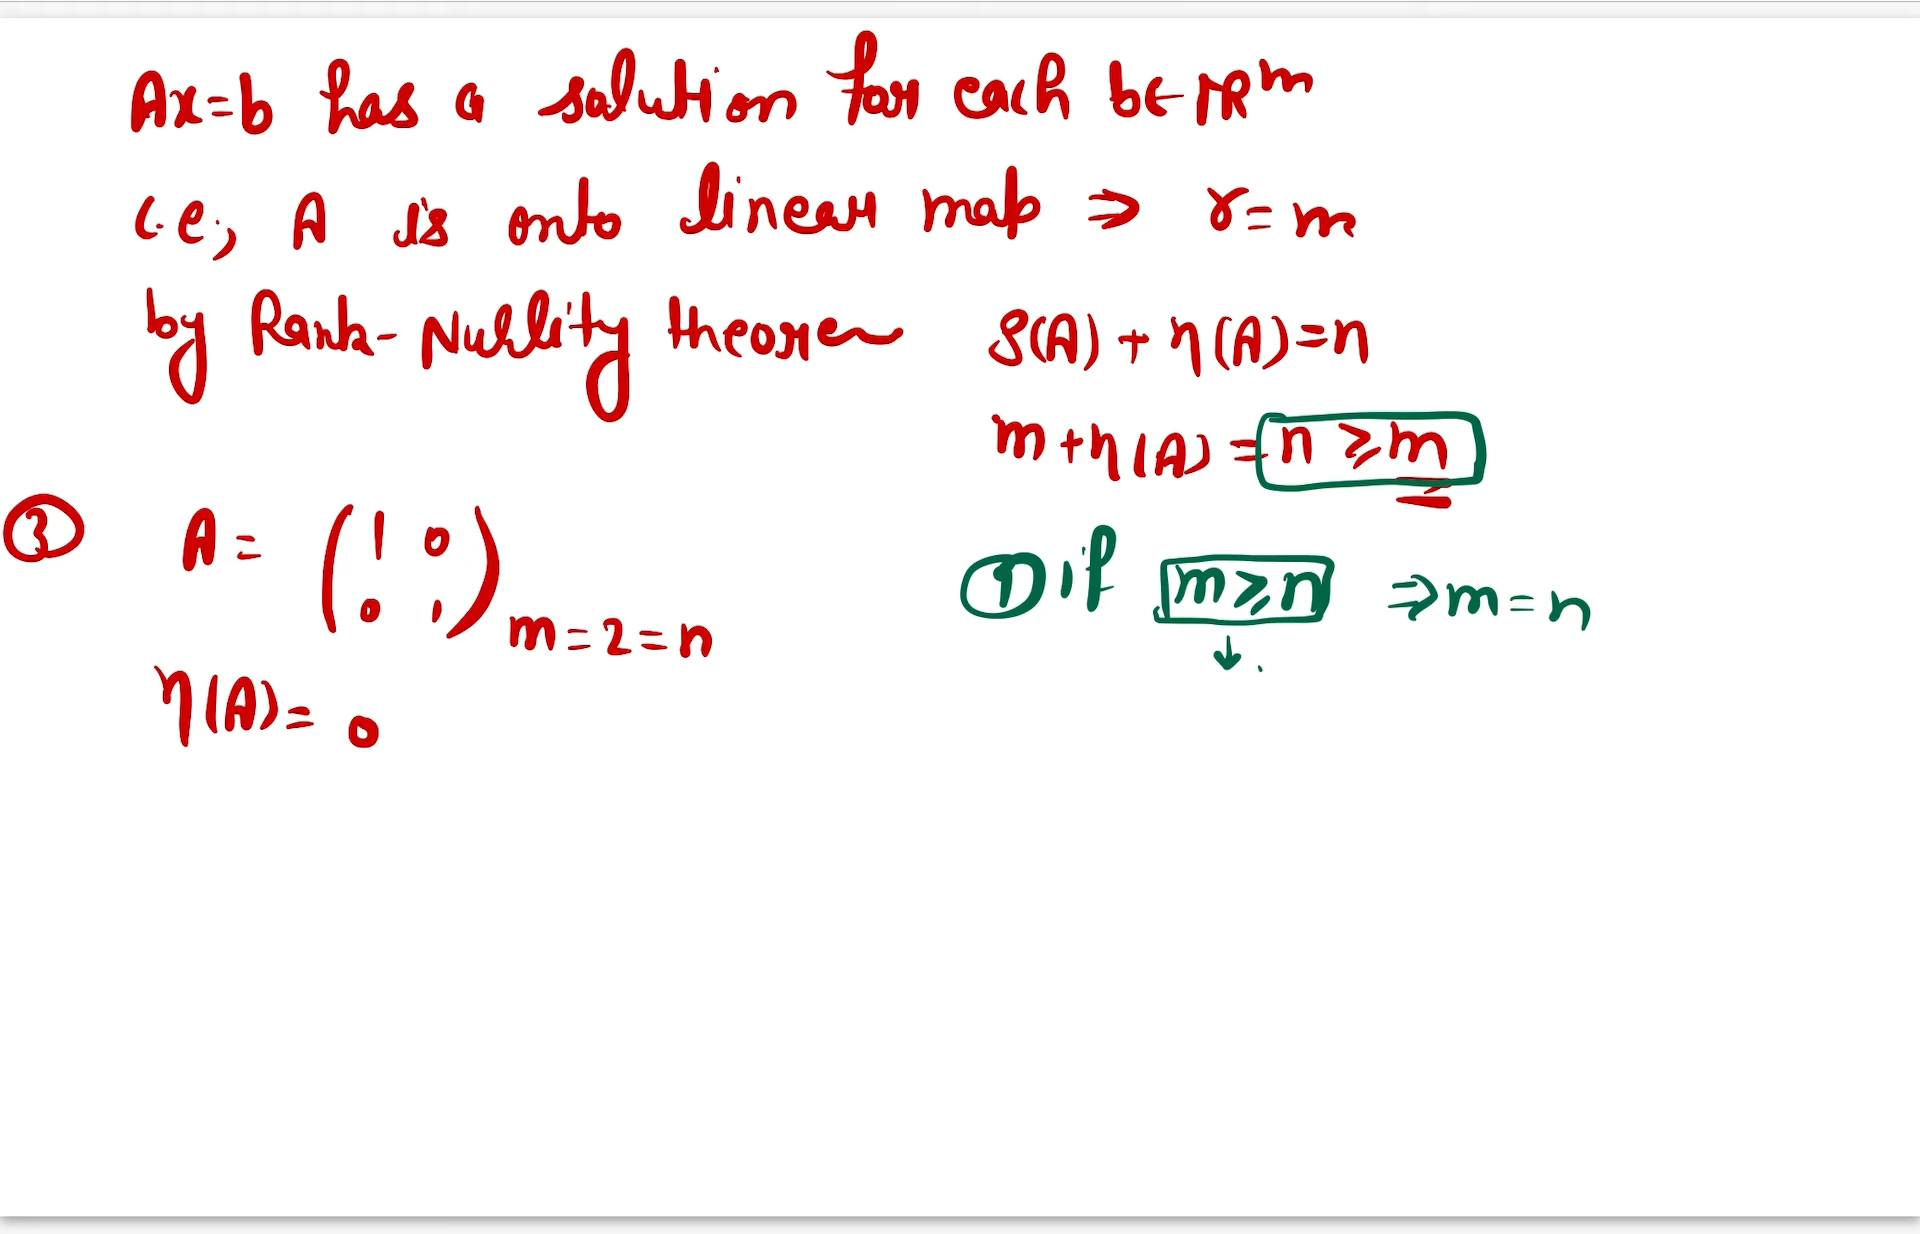 Ax=b has a solution for each b∈ℝᵐ
i.e; A is onto linear map ⇒ r=m
by Rank-Nullity theorem ρ(A) + η(A)=n
m+η(A) = n ≥ m
③ A = (1 0
0 1) m=2=n
① if m≥n ⇒ m=n
↓.
η(A)= 0